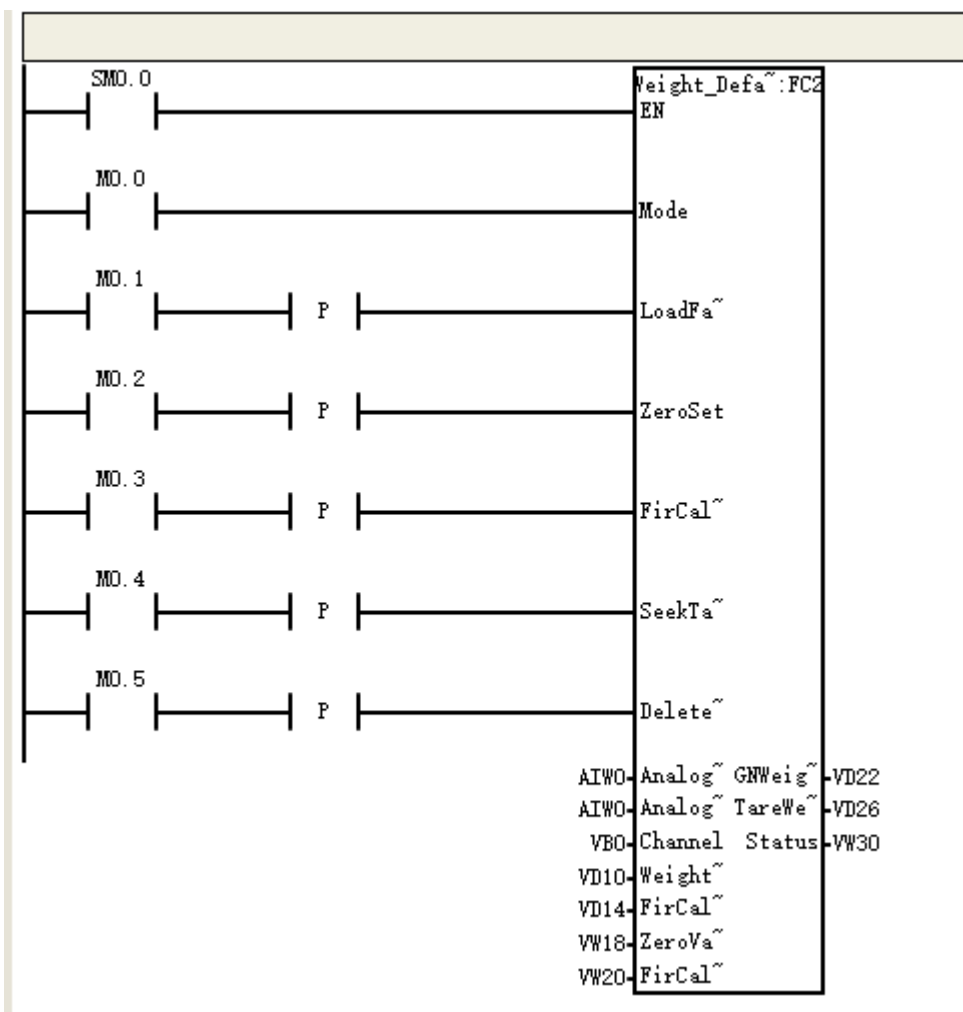 SM0.0
Weight_Defa~:FC2
EN
M0.0
Mode
M0.1
P
LoadFa~
M0.2
P
ZeroSet
M0.3
P
FirCal~
M0.4
P
SeekTa~
M0.5
P
Delete~
AIW0 Analog~ GNWeig~ VD22
AIW0 Analog~ TareWe~ VD26
VB0 Channel Status VW30
VD10 Weight~
VD14 FirCal~
VW18 ZeroVa~
VW20 FirCal~